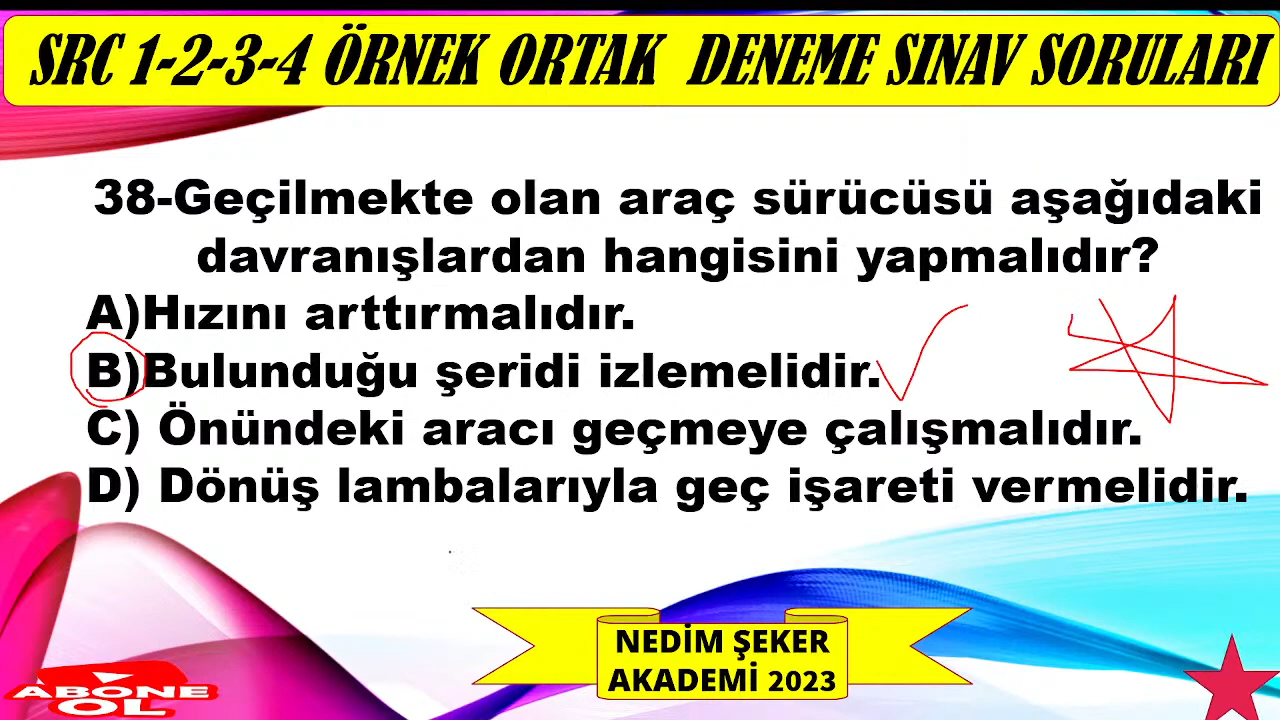 SRC 1-2-3-4 ÖRNEK ORTAK DENEME SINAV SORULARI
38-Geçilmekte olan araç sürücüsü aşağıdaki
davranışlardan hangisini yapmalıdır?
A)Hızını arttırmalıdır.
B)Bulunduğu şeridi izlemelidir.
C) Önündeki aracı geçmeye çalışmalıdır.
D) Dönüş lambalarıyla geç işareti vermelidir.
NEDİM ŞEKER
AKADEMİ 2023
ABONE
OL